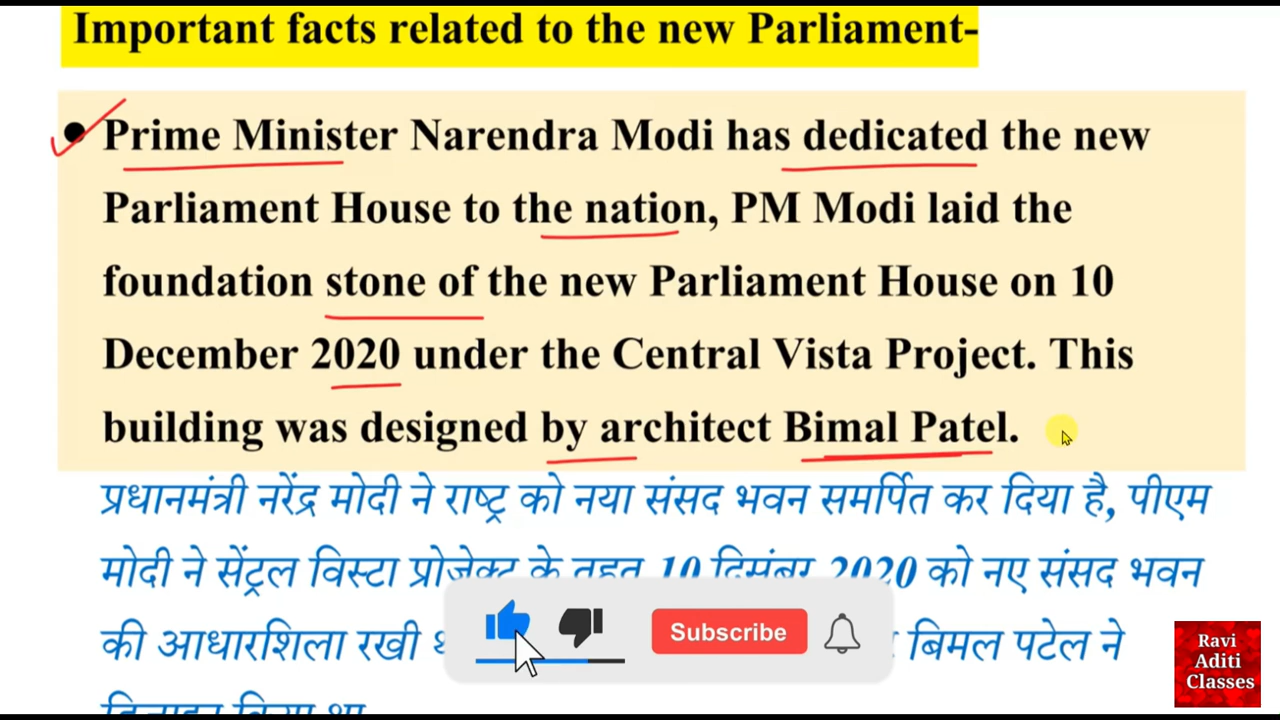 Important facts related to the new Parliament-
Prime Minister Narendra Modi has dedicated the new
Parliament House to the nation, PM Modi laid the
foundation stone of the new Parliament House on 10
December 2020 under the Central Vista Project. This
building was designed by architect Bimal Patel.
प्रधानमंत्री नरेंद्र मोदी ने राष्ट्र को नया संसद भवन समर्पित कर दिया है, पीएम
मोदी ने सेंट्रल विस्टा प्रोजेक्ट के तहत 10 दिसंबर 2020 को नए संसद भवन
की आधारशिला रखी बिमल पटेल ने
Subscribe
Ravi
Aditi
Classes